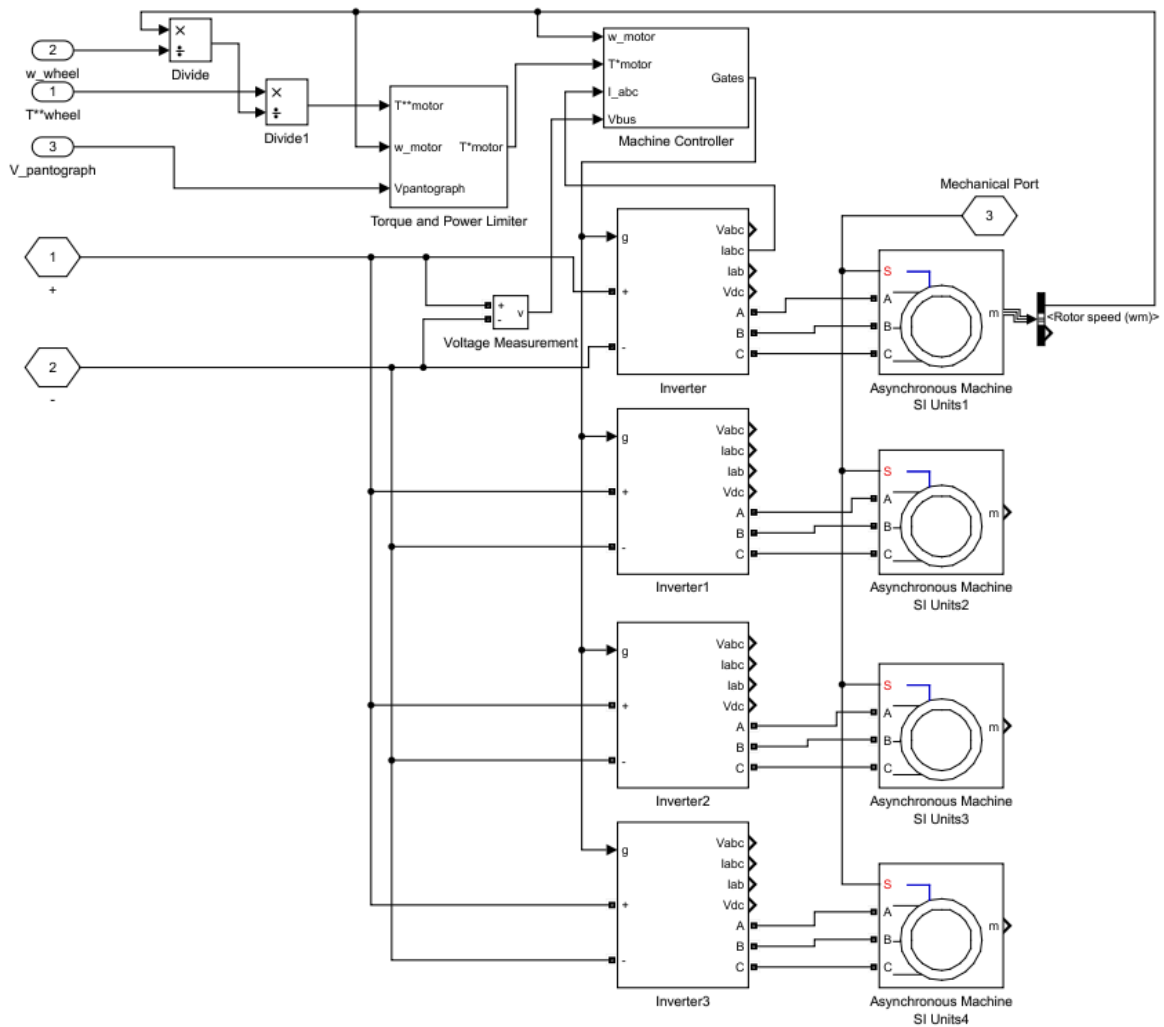 ×
÷
Divide
2
w_wheel
1
T**wheel
×
÷
Divide1
3
V_pantograph
T**motor
w_motor
Vpantograph
T*motor
Torque and Power Limiter
w_motor
T*motor
I_abc
Vbus
Gates
Machine Controller
Mechanical Port
3
1
+
2
-
+
-
v
Voltage Measurement
g
+
-
Vabc
Iabc
Iab
Vdc
A
B
C
Inverter
S
A
B
C
m
<Rotor speed (wm)>
Asynchronous Machine
SI Units1
g
+
-
Vabc
Iabc
Iab
Vdc
A
B
C
Inverter1
S
A
B
C
m
Asynchronous Machine
SI Units2
g
+
-
Vabc
Iabc
Iab
Vdc
A
B
C
Inverter2
S
A
B
C
m
Asynchronous Machine
SI Units3
g
+
-
Vabc
Iabc
Iab
Vdc
A
B
C
Inverter3
S
A
B
C
m
Asynchronous Machine
SI Units4